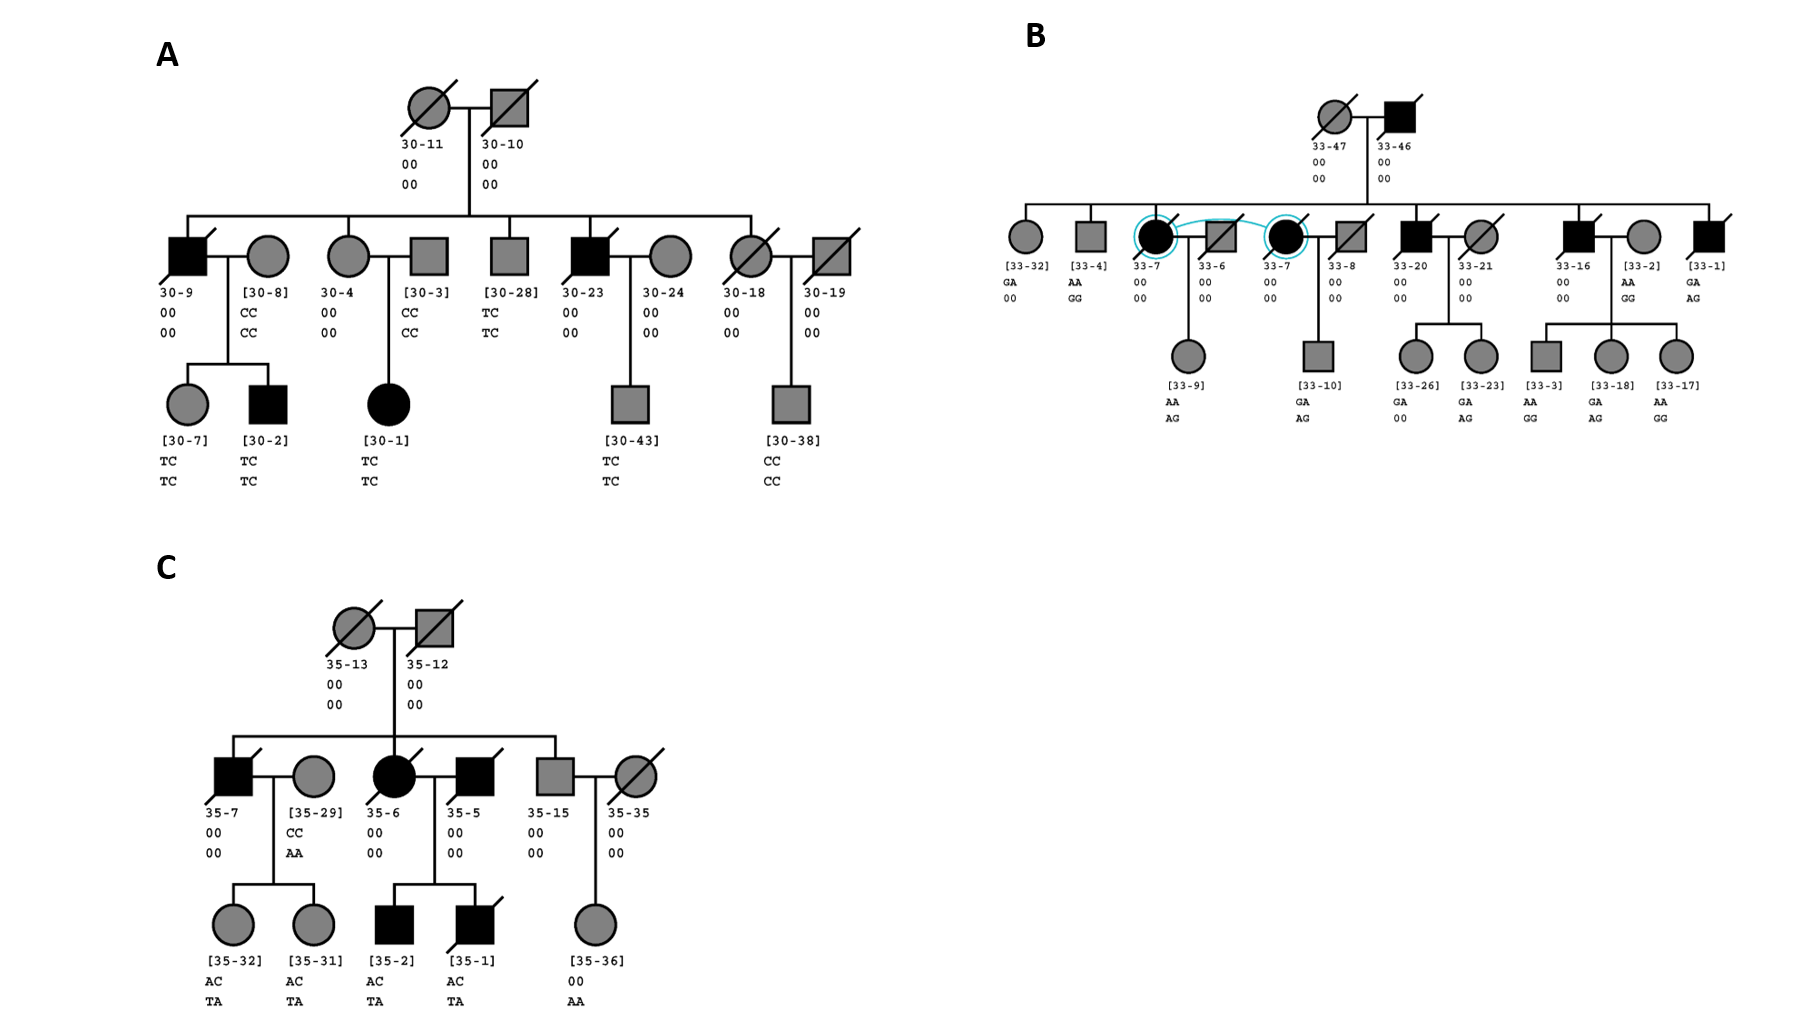 A
30-11 30-10
00 00
00 00
30-9 [30-8] 30-4 [30-3] [30-28] 30-23 30-24 30-18 30-19
00 CC 00 CC TC 00 00 00 00
00 CC 00 CC TC 00 00 00 00
[30-7] [30-2] [30-1] [30-43] [30-38]
TC TC TC TC CC
TC TC TC TC CC
B
33-47 33-46
00 00
00 00
[33-32] [33-4] 33-7 33-6 33-7 33-8 33-20 33-21 33-16 [33-2] [33-1]
GA AA 00 00 00 00 00 00 00 AA GA
00 GG 00 00 00 00 00 00 00 GG AG
[33-9] [33-10] [33-26] [33-23] [33-3] [33-18] [33-17]
AA GA GA GA AA GA AA
AG AG 00 AG GG AG GG
C
35-13 35-12
00 00
00 00
35-7 [35-29] 35-6 35-5 35-15 35-35
00 CC 00 00 00 00
00 AA 00 00 00 00
[35-32] [35-31] [35-2] [35-1] [35-36]
AC AC AC AC 00
TA TA TA TA AA